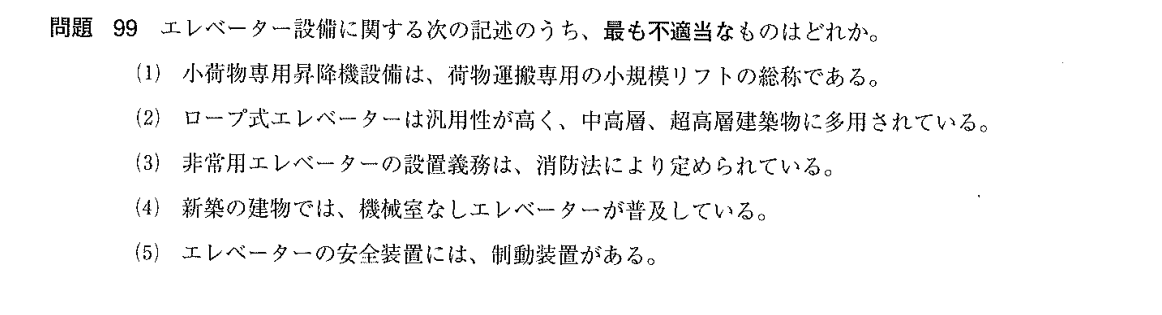 問題 99 エレベーター設備に関する次の記述のうち、最も不適当なものはどれか。
(1) 小荷物専用昇降機設備は、荷物運搬専用の小規模リフトの総称である。
(2) ロープ式エレベーターは汎用性が高く、中高層、超高層建築物に多用されている。
(3) 非常用エレベーターの設置義務は、消防法により定められている。
(4) 新築の建物では、機械室なしエレベーターが普及している。
(5) エレベーターの安全装置には、制動装置がある。